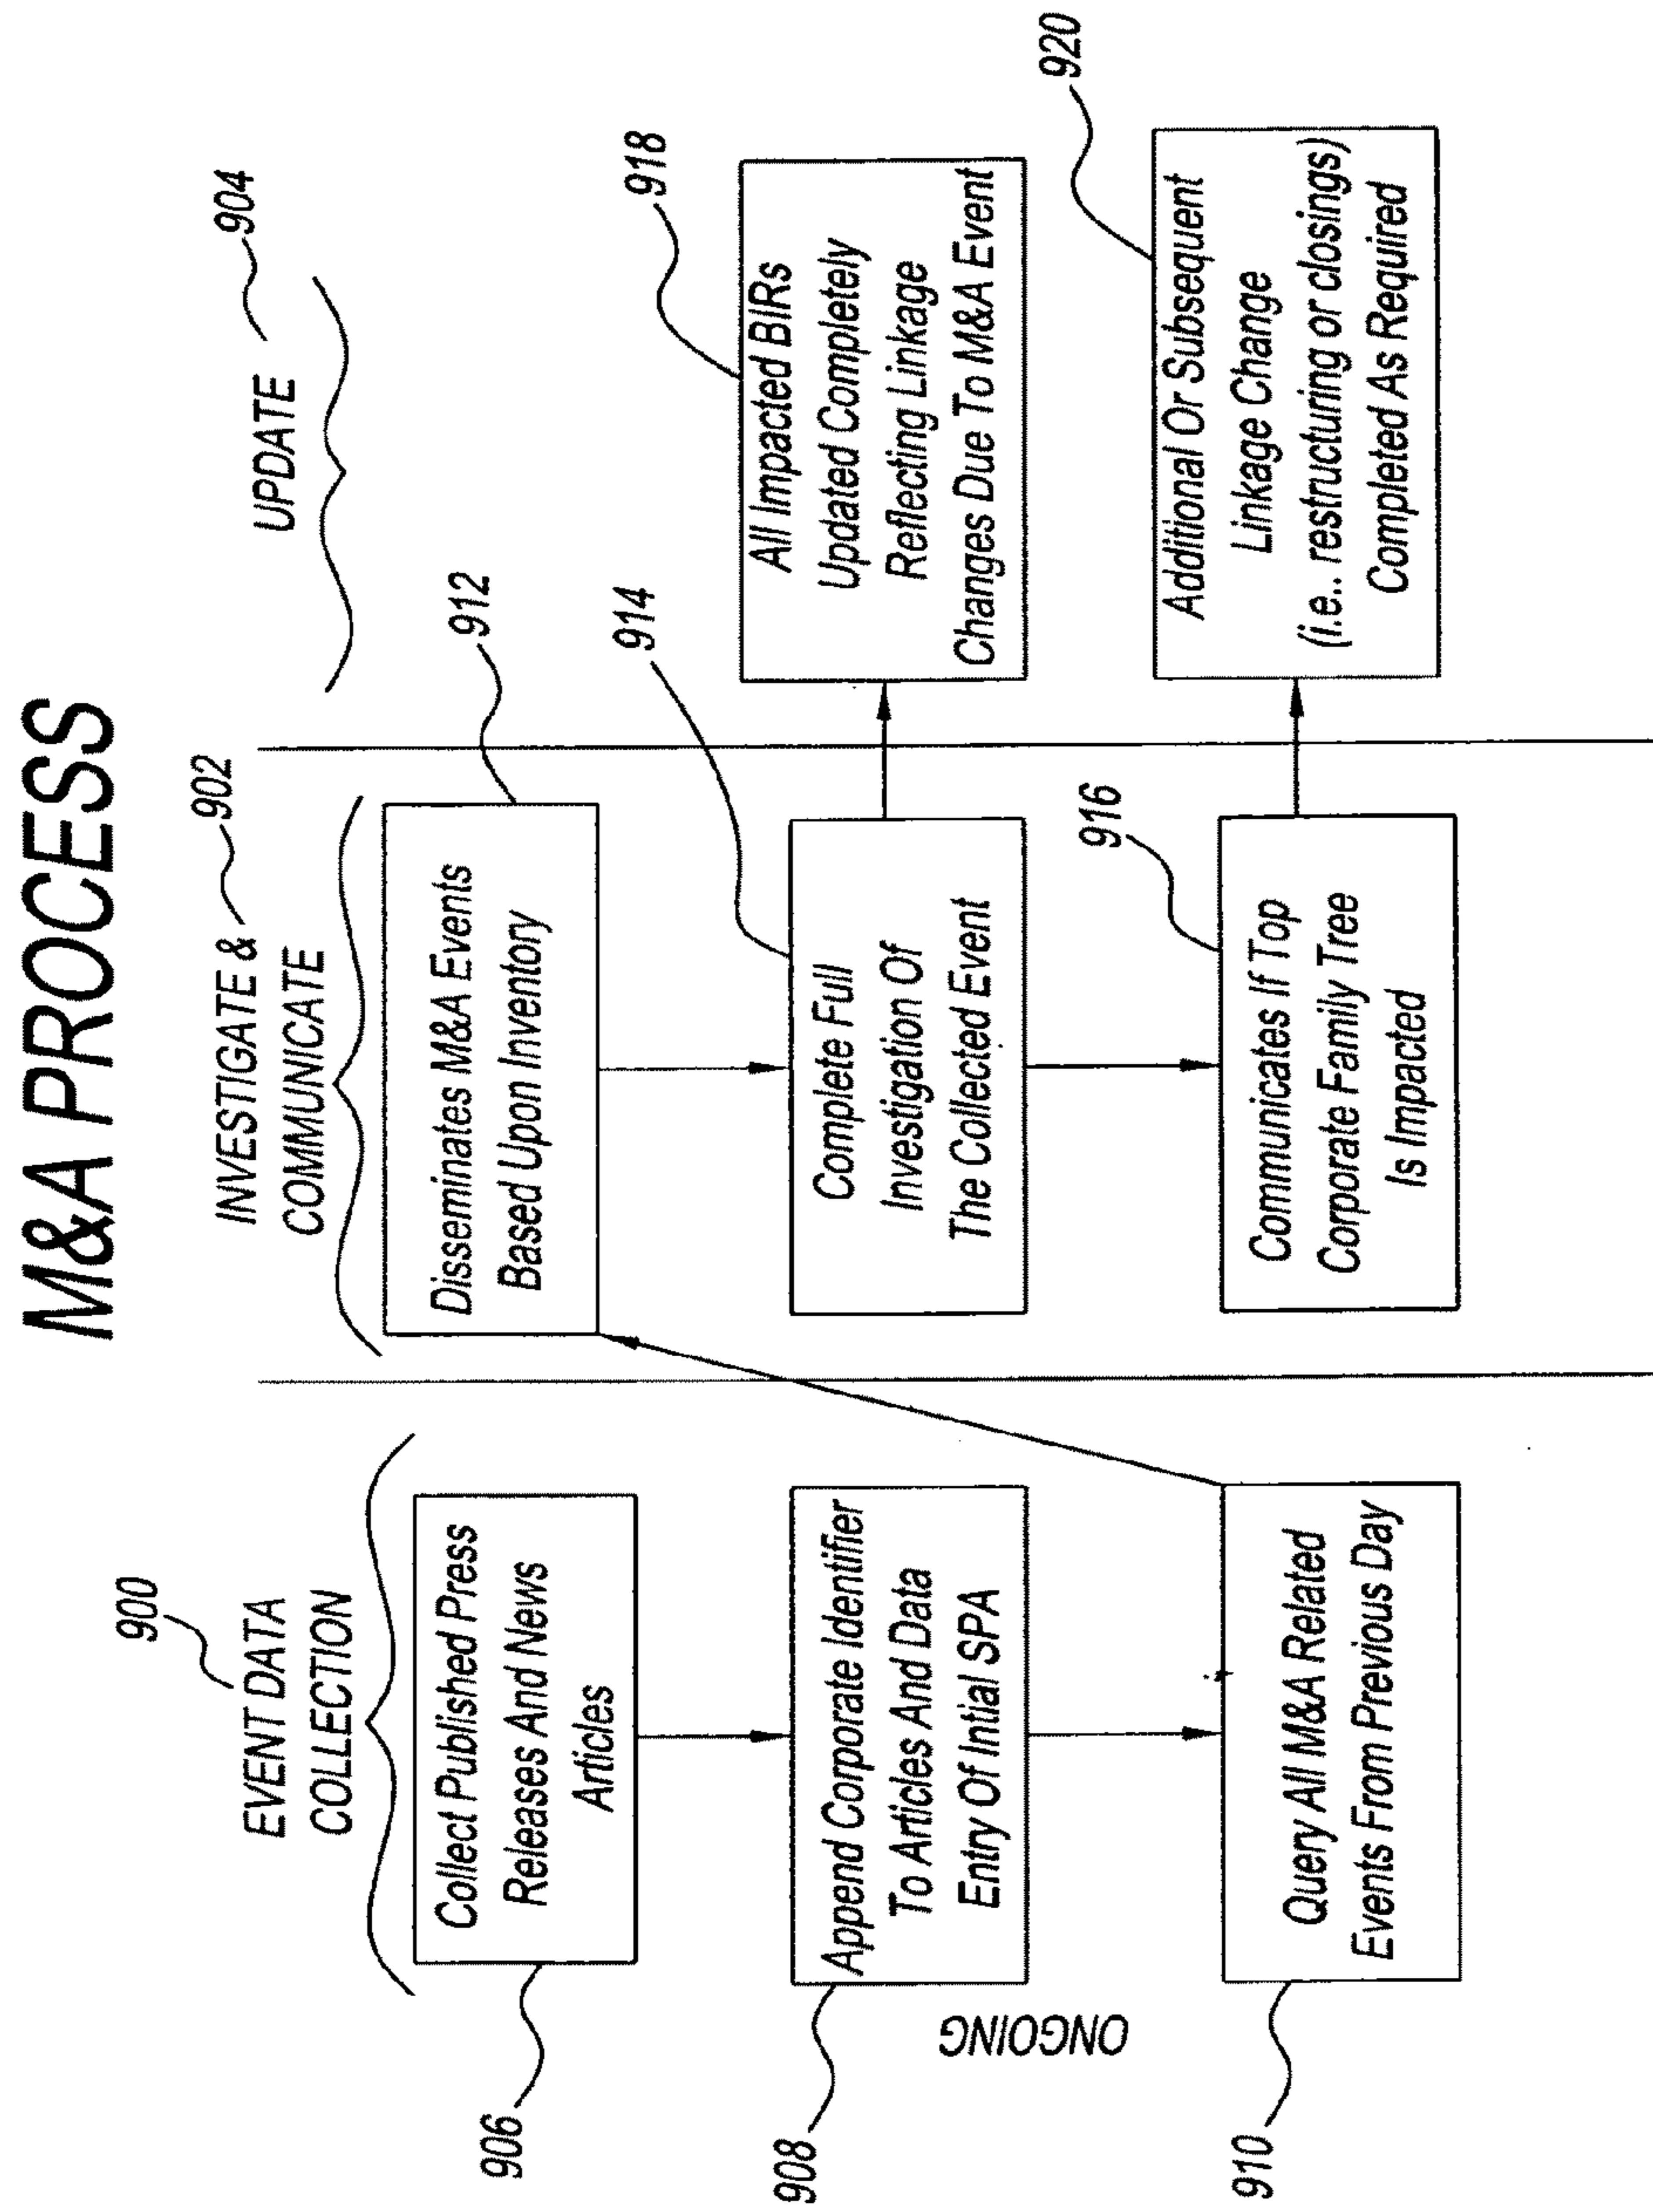 M&A PROCESS
900
EVENT DATA
COLLECTION
906
Collect Published Press
Releases And News
Articles
908
Append Corporate Identifier
To Articles And Data
Entry Of Intial SPA
ONGOING
910
Query All M&A Related
Events From Previous Day
902
INVESTIGATE &
COMMUNICATE
912
Disseminates M&A Events
Based Upon Inventory
914
Complete Full
Investigation Of
The Collected Event
916
Communicates If Top
Corporate Family Tree
Is Impacted
904
UPDATE
918
All Impacted BIRs
Updated Completely
Reflecting Linkage
Changes Due To M&A Event
920
Additional Or Subsequent
Linkage Change
(i.e.. restructuring or closings)
Completed As Required